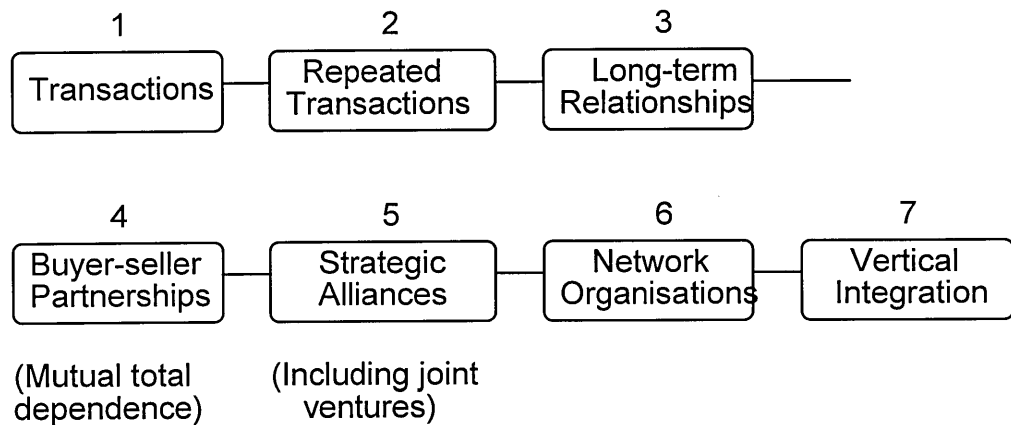 1
2
3
Transactions
Repeated
Transactions
Long-term
Relationships
4
5
6
7
Buyer-seller
Partnerships
Strategic
Alliances
Network
Organisations
Vertical
Integration
(Mutual total
dependence)
(Including joint
ventures)